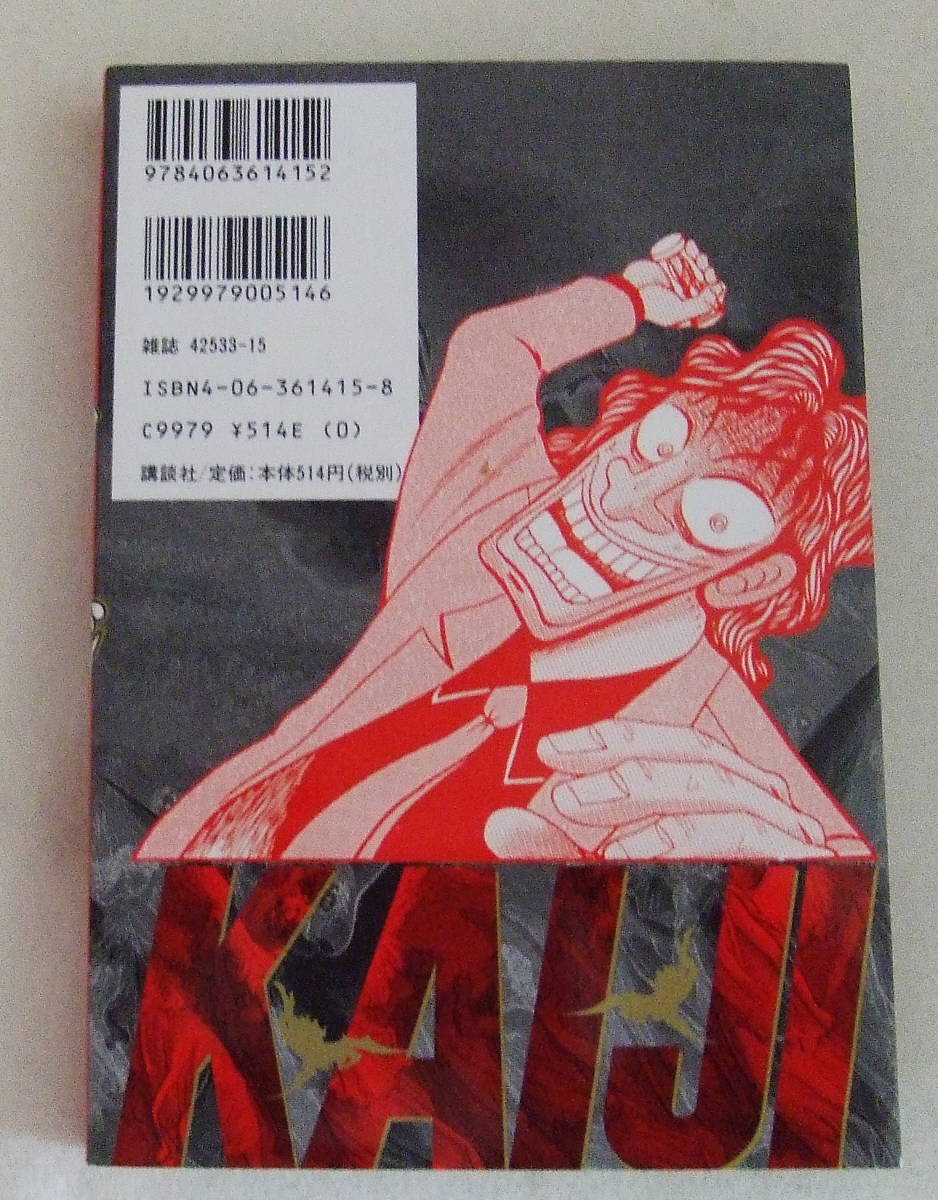 9784063614152
1929979005146
雑誌 42533-15
ISBN4-06-361415-8
C9979 ¥514E (0)
講談社/定価:本体514円(税別)
KAIJI